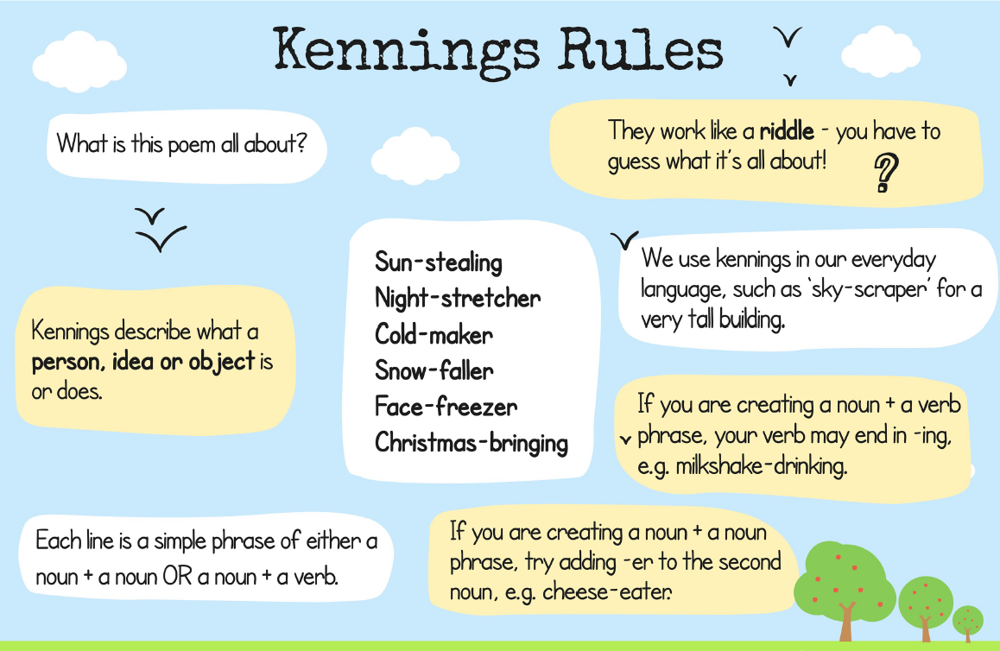 Kennings Rules
What is this poem all about?
They work like a riddle - you have to
guess what it's all about!
?
Kennings describe what a
person, idea or object is
or does.
Sun-stealing
Night-stretcher
Cold-maker
Snow-faller
Face-freezer
Christmas-bringing
We use kennings in our everyday
language, such as ‛sky-scraper’ for a
very tall building.
If you are creating a noun + a verb
phrase, your verb may end in -ing,
e.g. milkshake-drinking.
Each line is a simple phrase of either a
noun + a noun OR a noun + a verb.
If you are creating a noun + a noun
phrase, try adding -er to the second
noun, e.g. cheese-eater.